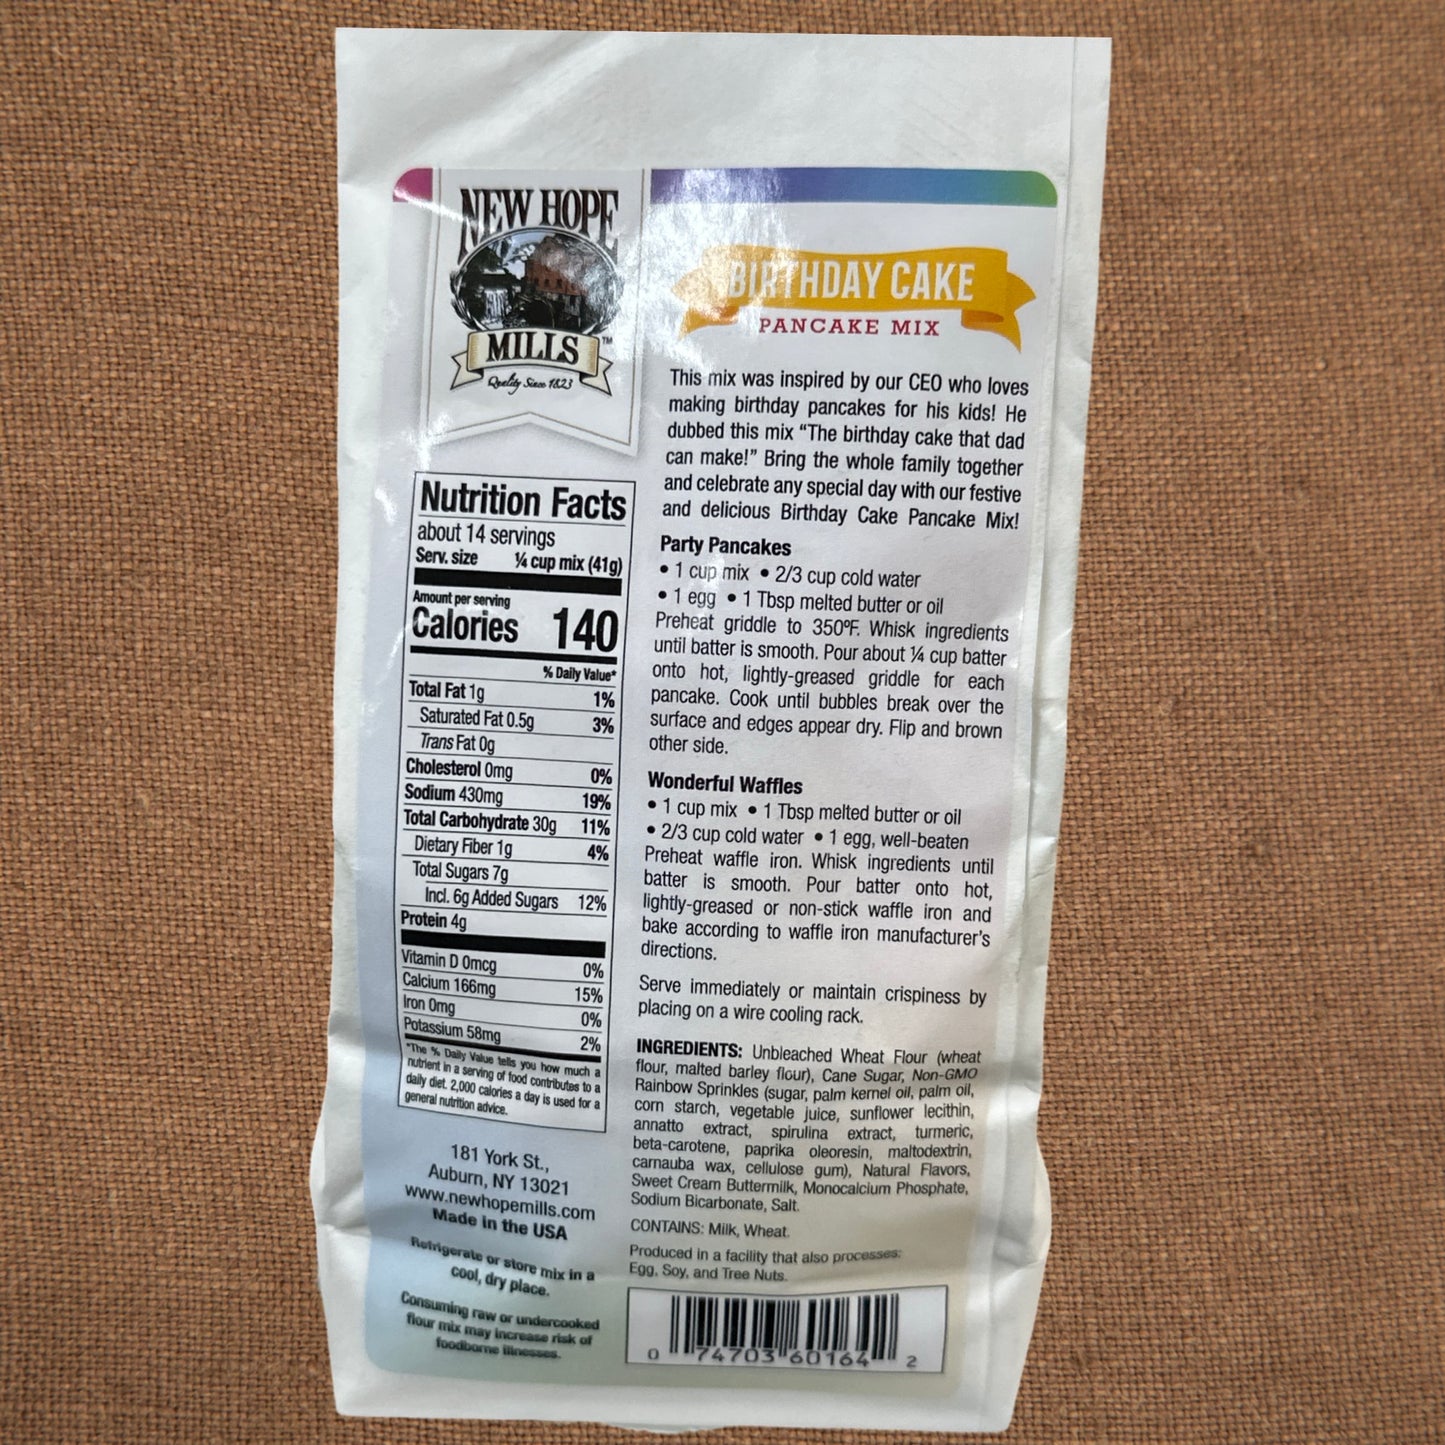 NEW HOPE
MILLS™
Quality Since 1823
BIRTHDAY CAKE
PANCAKE MIX
This mix was inspired by our CEO who loves
making birthday pancakes for his kids! He
dubbed this mix “The birthday cake that dad
can make!” Bring the whole family together
and celebrate any special day with our festive
and delicious Birthday Cake Pancake Mix!
Party Pancakes
• 1 cup mix • 2/3 cup cold water
• 1 egg • 1 Tbsp melted butter or oil
Preheat griddle to 350ºF. Whisk ingredients
until batter is smooth. Pour about ¼ cup batter
onto hot, lightly-greased griddle for each
pancake. Cook until bubbles break over the
surface and edges appear dry. Flip and brown
other side.
Wonderful Waffles
• 1 cup mix • 1 Tbsp melted butter or oil
• 2/3 cup cold water • 1 egg, well-beaten
Preheat waffle iron. Whisk ingredients until
batter is smooth. Pour batter onto hot,
lightly-greased or non-stick waffle iron and
bake according to waffle iron manufacturer’s
directions.
Serve immediately or maintain crispiness by
placing on a wire cooling rack.
INGREDIENTS: Unbleached Wheat Flour (wheat
flour, malted barley flour), Cane Sugar, Non-GMO
Rainbow Sprinkles (sugar, palm kernel oil, palm oil,
corn starch, vegetable juice, sunflower lecithin,
annatto extract, spirulina extract, turmeric,
beta-carotene, paprika oleoresin, maltodextrin,
carnauba wax, cellulose gum), Natural Flavors,
Sweet Cream Buttermilk, Monocalcium Phosphate,
Sodium Bicarbonate, Salt.
CONTAINS: Milk, Wheat.
Produced in a facility that also processes:
Egg, Soy, and Tree Nuts.
0 74703 60164 2
Nutrition Facts
about 14 servings
Serv. size ¼ cup mix (41g)
Amount per serving
Calories 140
% Daily Value*
Total Fat 1g 1%
Saturated Fat 0.5g 3%
Trans Fat 0g
Cholesterol 0mg 0%
Sodium 430mg 19%
Total Carbohydrate 30g 11%
Dietary Fiber 1g 4%
Total Sugars 7g
Incl. 6g Added Sugars 12%
Protein 4g
Vitamin D 0mcg 0%
Calcium 166mg 15%
Iron 0mg 0%
Potassium 58mg 2%
*The % Daily Value tells you how much a
nutrient in a serving of food contributes to a
daily diet. 2,000 calories a day is used for a
general nutrition advice.
181 York St.,
Auburn, NY 13021
www.newhopemills.com
Made in the USA
Refrigerate or store mix in a
cool, dry place.
Consuming raw or undercooked
flour mix may increase risk of
foodborne illnesses.